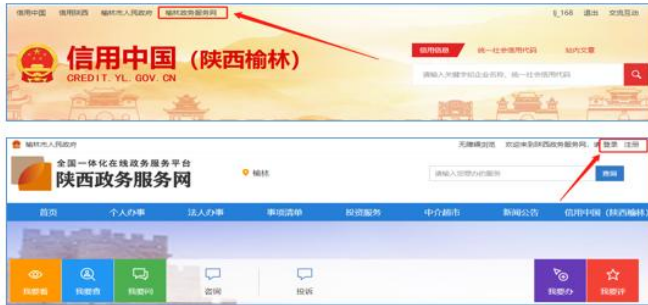 信用中国 信用陕西 榆林市人民政府 榆林政务服务网 lj_168 退出 交流互动
信用中国(陕西榆林)
CREDIT. YL. GOV. CN
信用信息 统一社会信用代码 站内文章
请输入关键字如企业名称、统一社会信用代码
榆林市人民政府 无障碍浏览 欢迎来到陕西政务服务网，请 登录 注册
全国一体化在线政务服务平台
陕西政务服务网
榆林
请输入您想办的服务 查询
首页 个人办事 法人办事 事项清单 投资服务 中介超市 新闻公告 信用中国（陕西榆林）
我要看 我要查 我要问 咨询 投诉 我要办 我要评